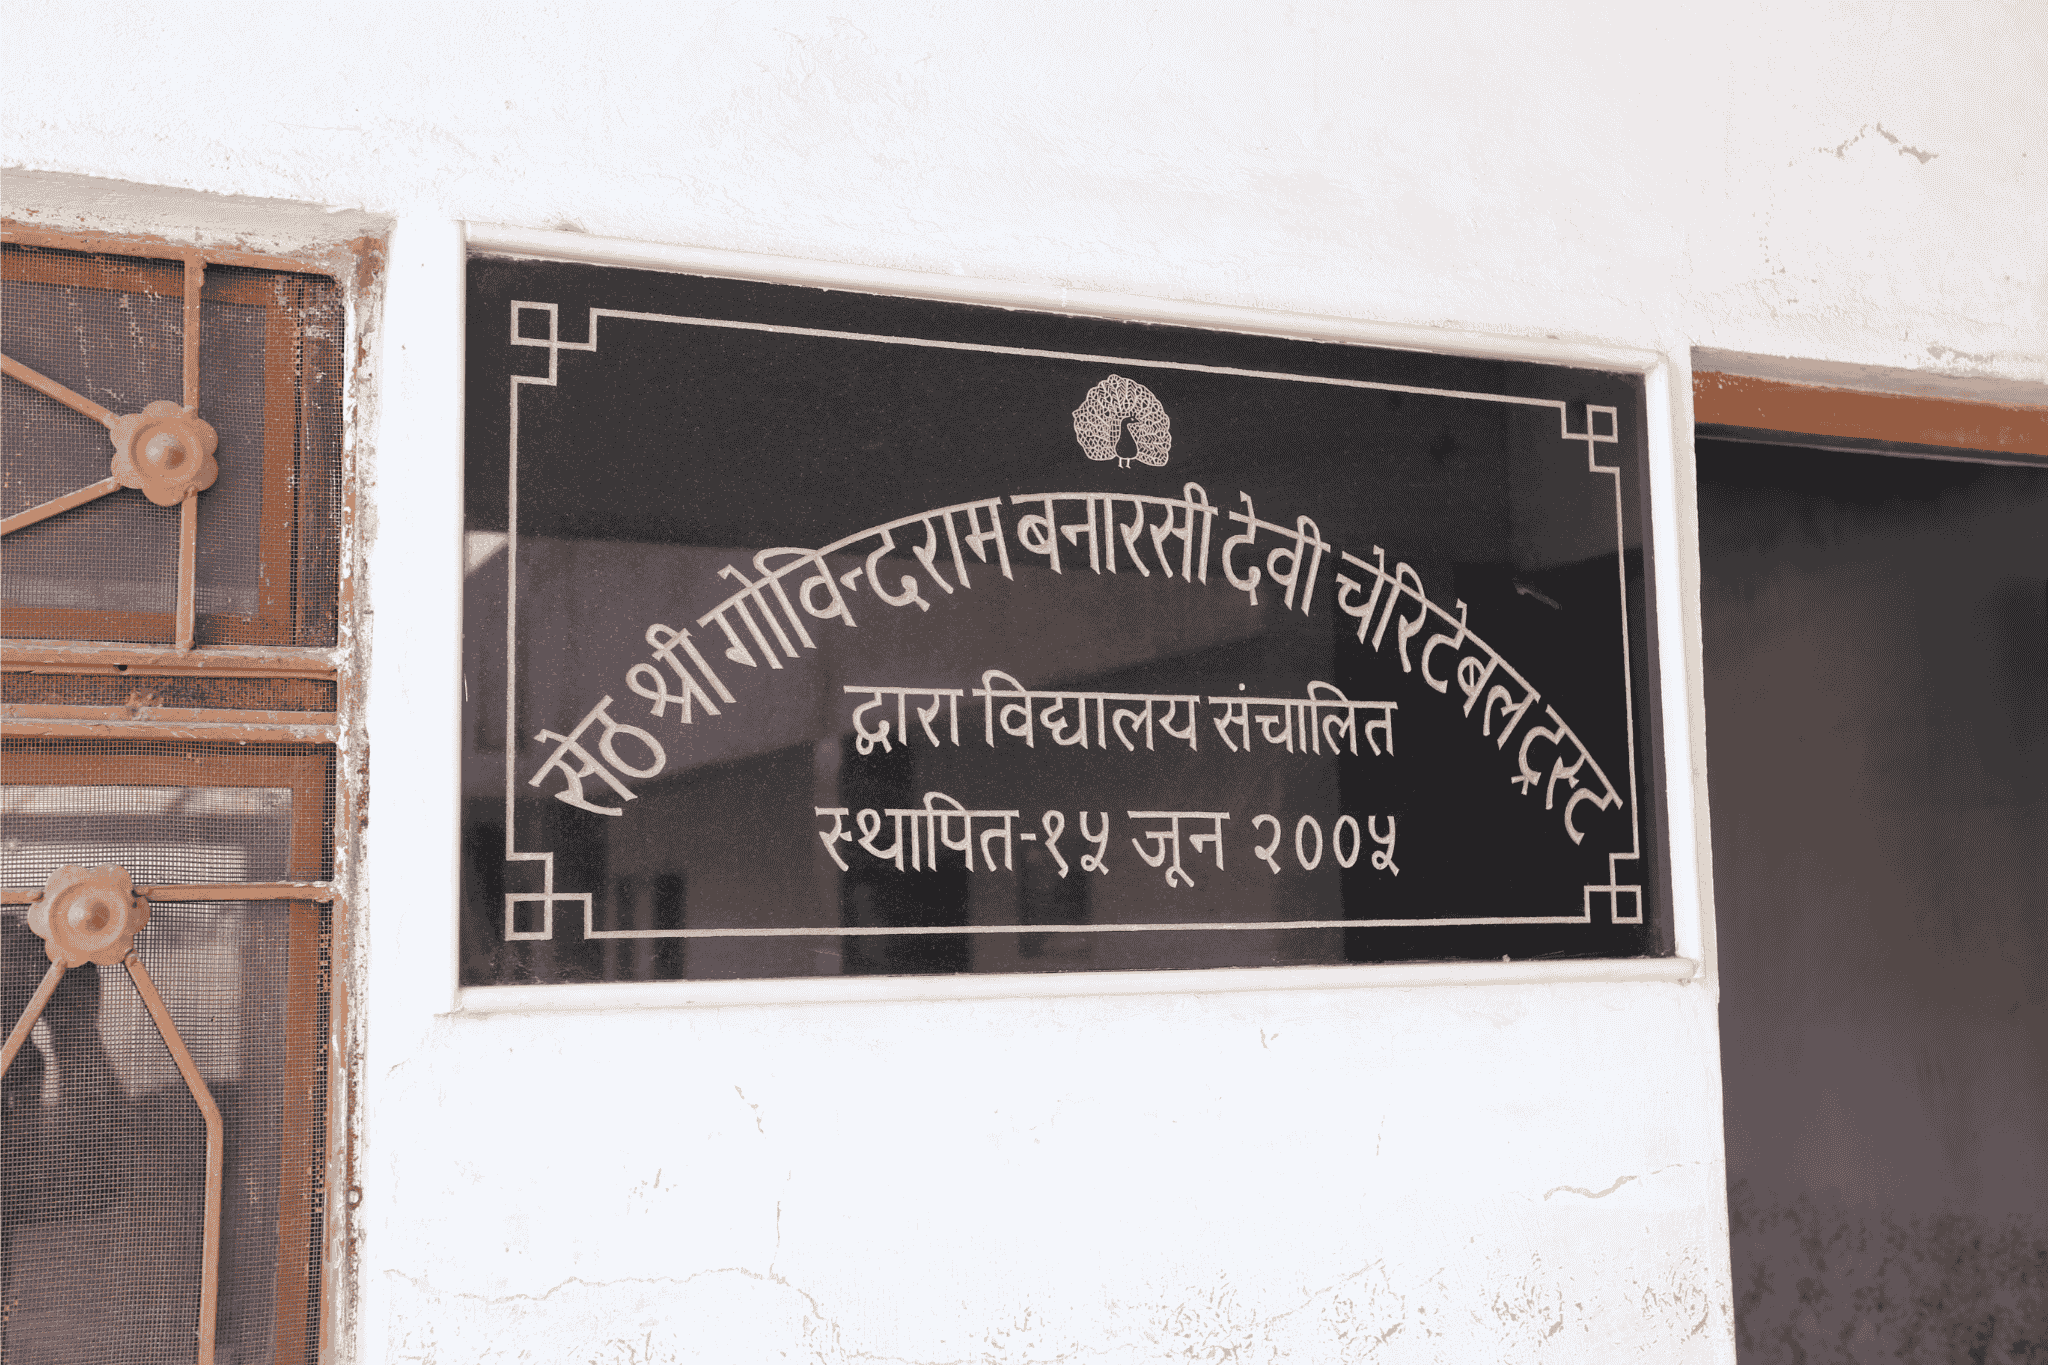 सेठ श्री गोविन्दराम बनारसी देवी चेरिटेबल ट्रस्ट
द्वारा विद्यालय संचालित
स्थापित-१५ जून २००५